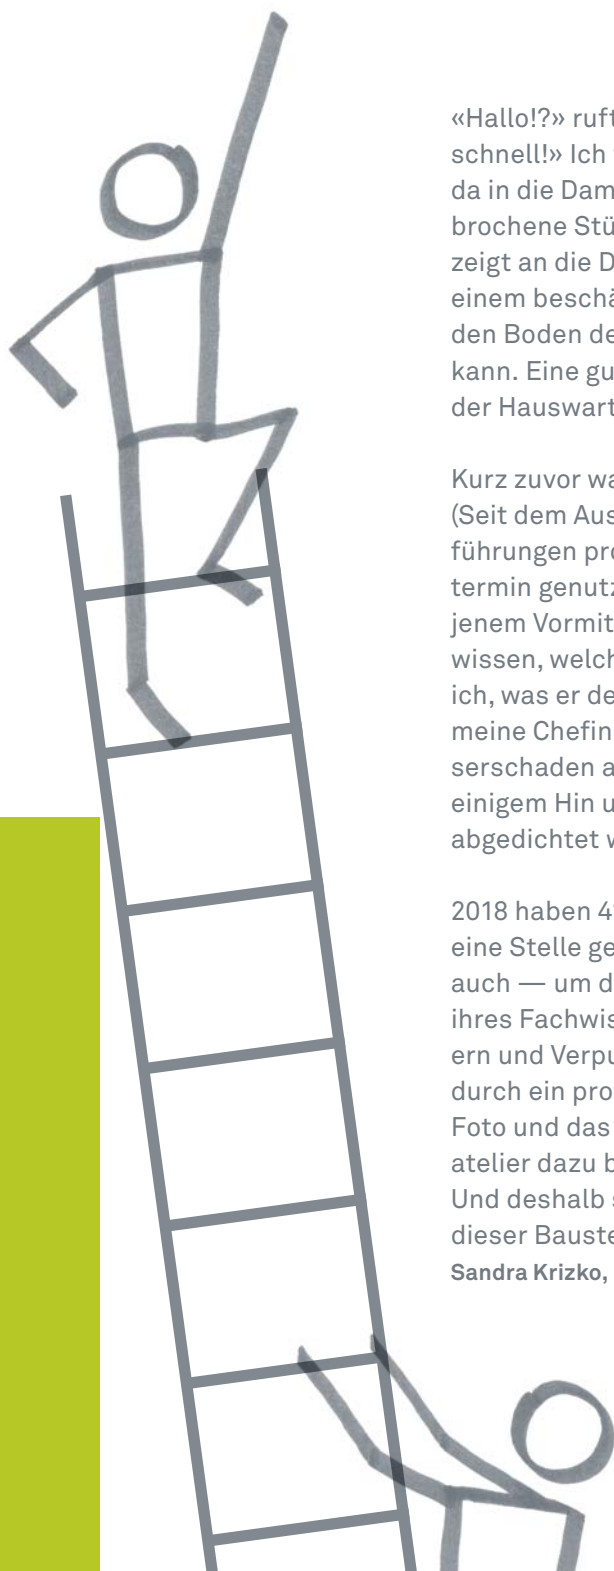 «Hallo!?» ruft
schnell!» Ich
da in die Dam
brochene Stü
zeigt an die D
einem beschä
den Boden de
kann. Eine gu
der Hauswart
Kurz zuvor wa
(Seit dem Aus
führungen pro
termin genutz
jenem Vormit
wissen, welch
ich, was er de
meine Chefin
serschaden a
einigem Hin u
abgedichtet w
2018 haben 4
eine Stelle ge
auch — um d
ihres Fachwis
ern und Verpu
durch ein pro
Foto und das
atelier dazu b
Und deshalb s
dieser Bauste
Sandra Krizko,